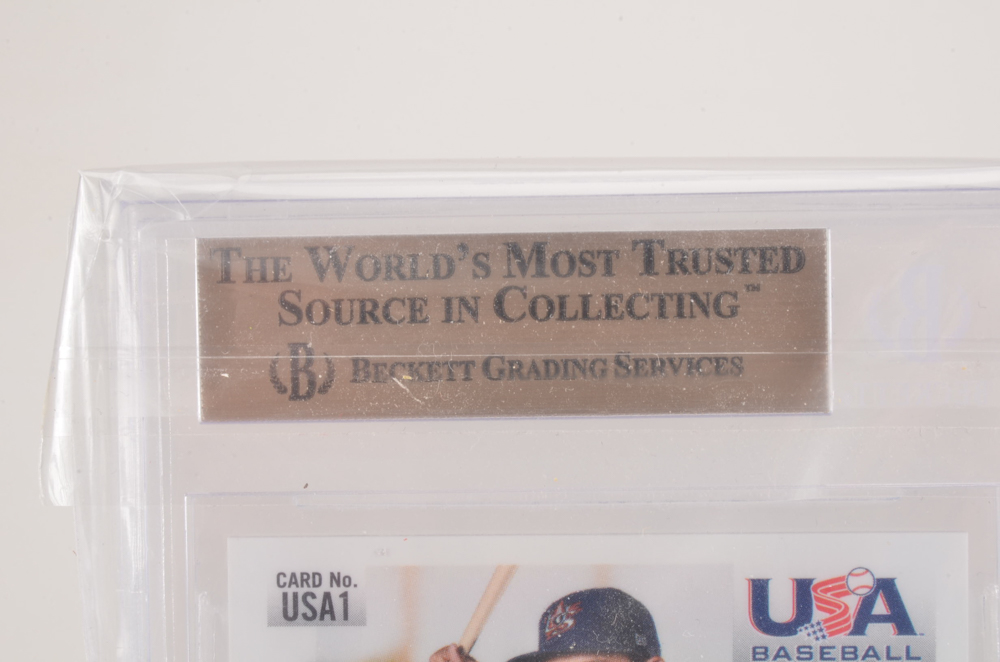 THE WORLD'S MOST TRUSTED
SOURCE IN COLLECTING™
B BECKETT GRADING SERVICES
CARD No.
USA1
USA
BASEBALL